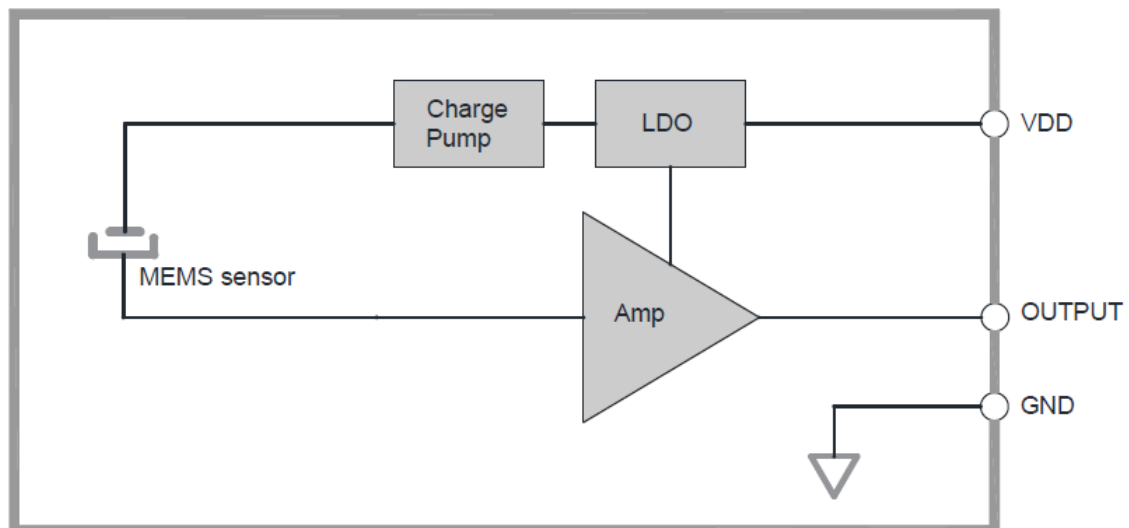 Charge
Pump
LDO
VDD
MEMS sensor
Amp
OUTPUT
GND